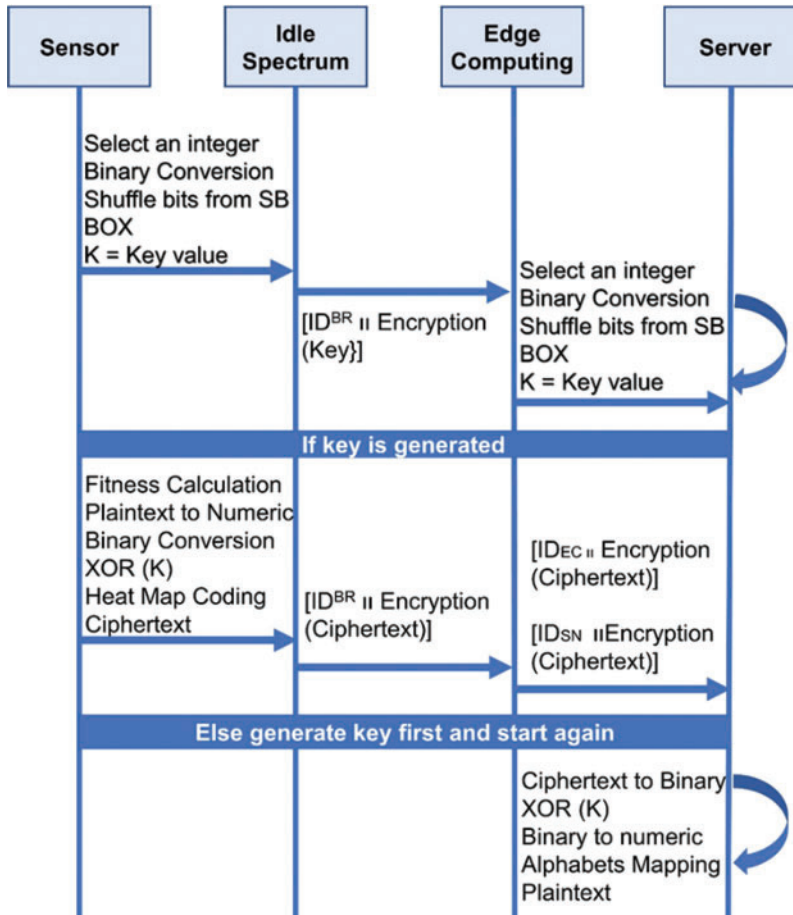 Sensor
Idle
Spectrum
Edge
Computing
Server
Select an integer
Binary Conversion
Shuffle bits from SB
BOX
K = Key value
[ID^BR II Encryption
(Key}]
Select an integer
Binary Conversion
Shuffle bits from SB
BOX
K = Key value
If key is generated
Fitness Calculation
Plaintext to Numeric
Binary Conversion
XOR (K)
Heat Map Coding
Ciphertext
[ID^BR II Encryption
(Ciphertext)]
[IDEC II Encryption
(Ciphertext)]
[IDSN IIEncryption
(Ciphertext)]
Else generate key first and start again
Ciphertext to Binary
XOR (K)
Binary to numeric
Alphabets Mapping
Plaintext